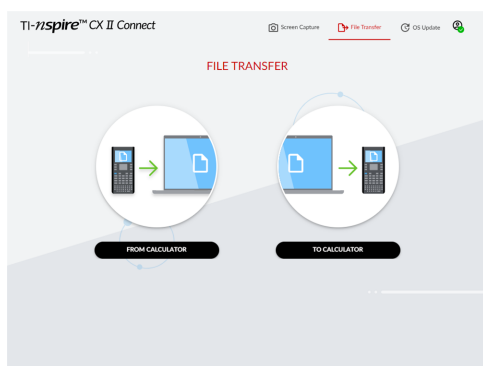 TI-nspire™ CX II Connect
Screen Capture
File Transfer
OS Update
FILE TRANSFER
FROM CALCULATOR
TO CALCULATOR